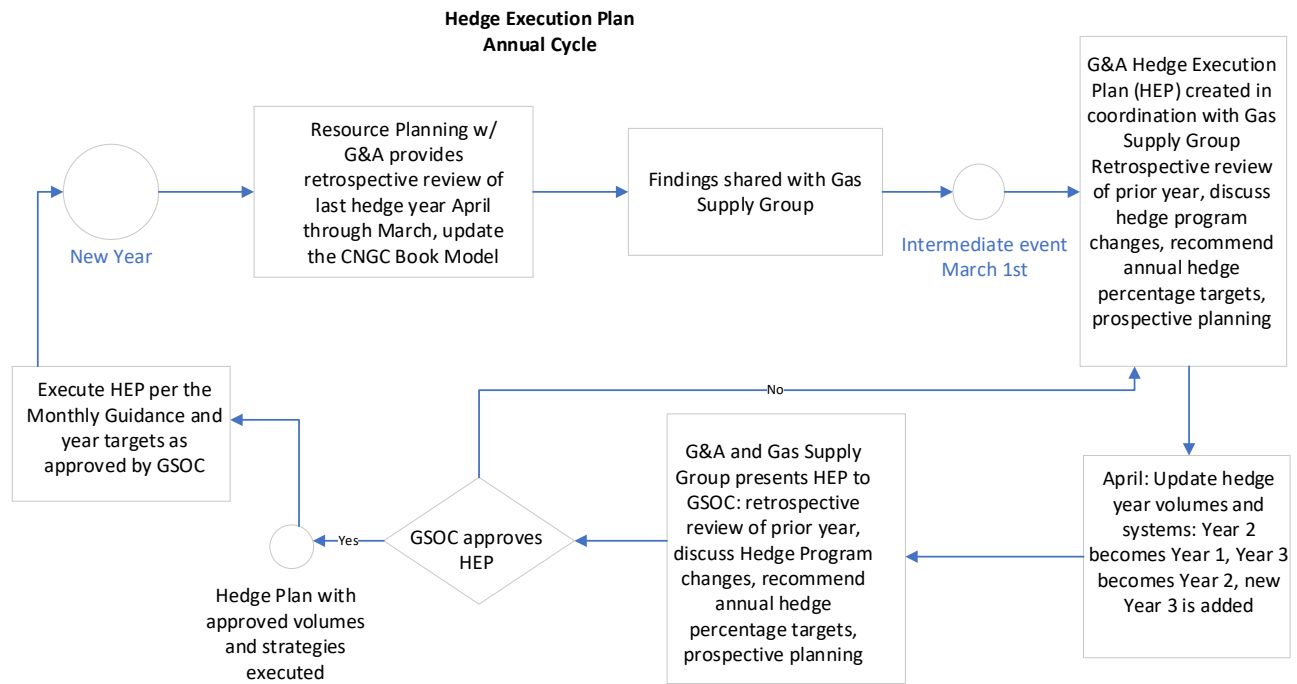 Hedge Execution Plan
Annual Cycle
New Year
Resource Planning w/
G&A provides
retrospective review of
last hedge year April
through March, update
the CNGC Book Model
Findings shared with Gas
Supply Group
Intermediate event
March 1st
G&A Hedge Execution
Plan (HEP) created in
coordination with Gas
Supply Group
Retrospective review
of prior year, discuss
hedge program
changes, recommend
annual hedge
percentage targets,
prospective planning
April: Update hedge
year volumes and
systems: Year 2
becomes Year 1, Year 3
becomes Year 2, new
Year 3 is added
G&A and Gas Supply
Group presents HEP to
GSOC: retrospective
review of prior year,
discuss Hedge Program
changes, recommend
annual hedge
percentage targets,
prospective planning
GSOC approves
HEP
No
Yes
Hedge Plan with
approved volumes
and strategies
executed
Execute HEP per the
Monthly Guidance and
year targets as
approved by GSOC